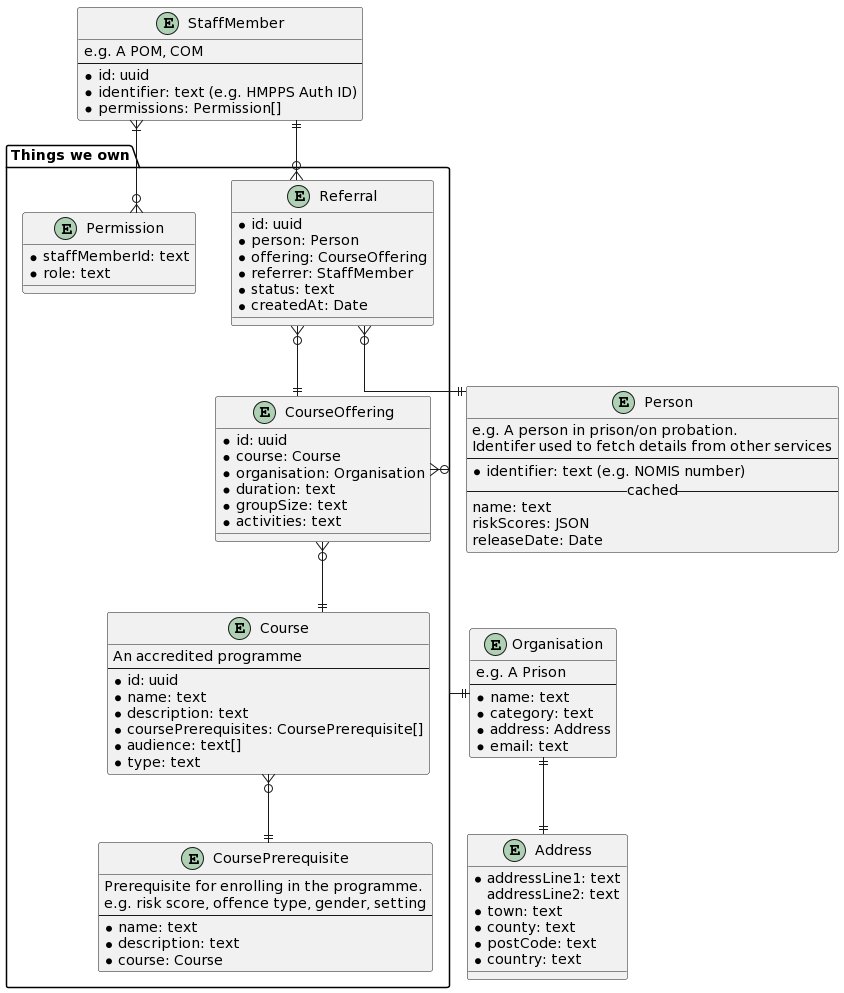 E StaffMember
e.g. A POM, COM
id: uuid
identifier: text (e.g. HMPPS Auth ID)
permissions: Permission[]
Things we own
E Permission
staffMemberId: text
role: text
E Referral
id: uuid
person: Person
offering: CourseOffering
referrer: StaffMember
status: text
createdAt: Date
E CourseOffering
id: uuid
course: Course
organisation: Organisation
duration: text
groupSize: text
activities: text
E Person
e.g. A person in prison/on probation.
Identifer used to fetch details from other services
identifier: text (e.g. NOMIS number)
cached
name: text
riskScores: JSON
releaseDate: Date
E Course
An accredited programme
id: uuid
name: text
description: text
coursePrerequisites: CoursePrerequisite[]
audience: text[]
type: text
E Organisation
e.g. A Prison
name: text
category: text
address: Address
email: text
E CoursePrerequisite
Prerequisite for enrolling in the programme.
e.g. risk score, offence type, gender, setting
name: text
description: text
course: Course
E Address
addressLine1: text
addressLine2: text
town: text
county: text
postCode: text
country: text